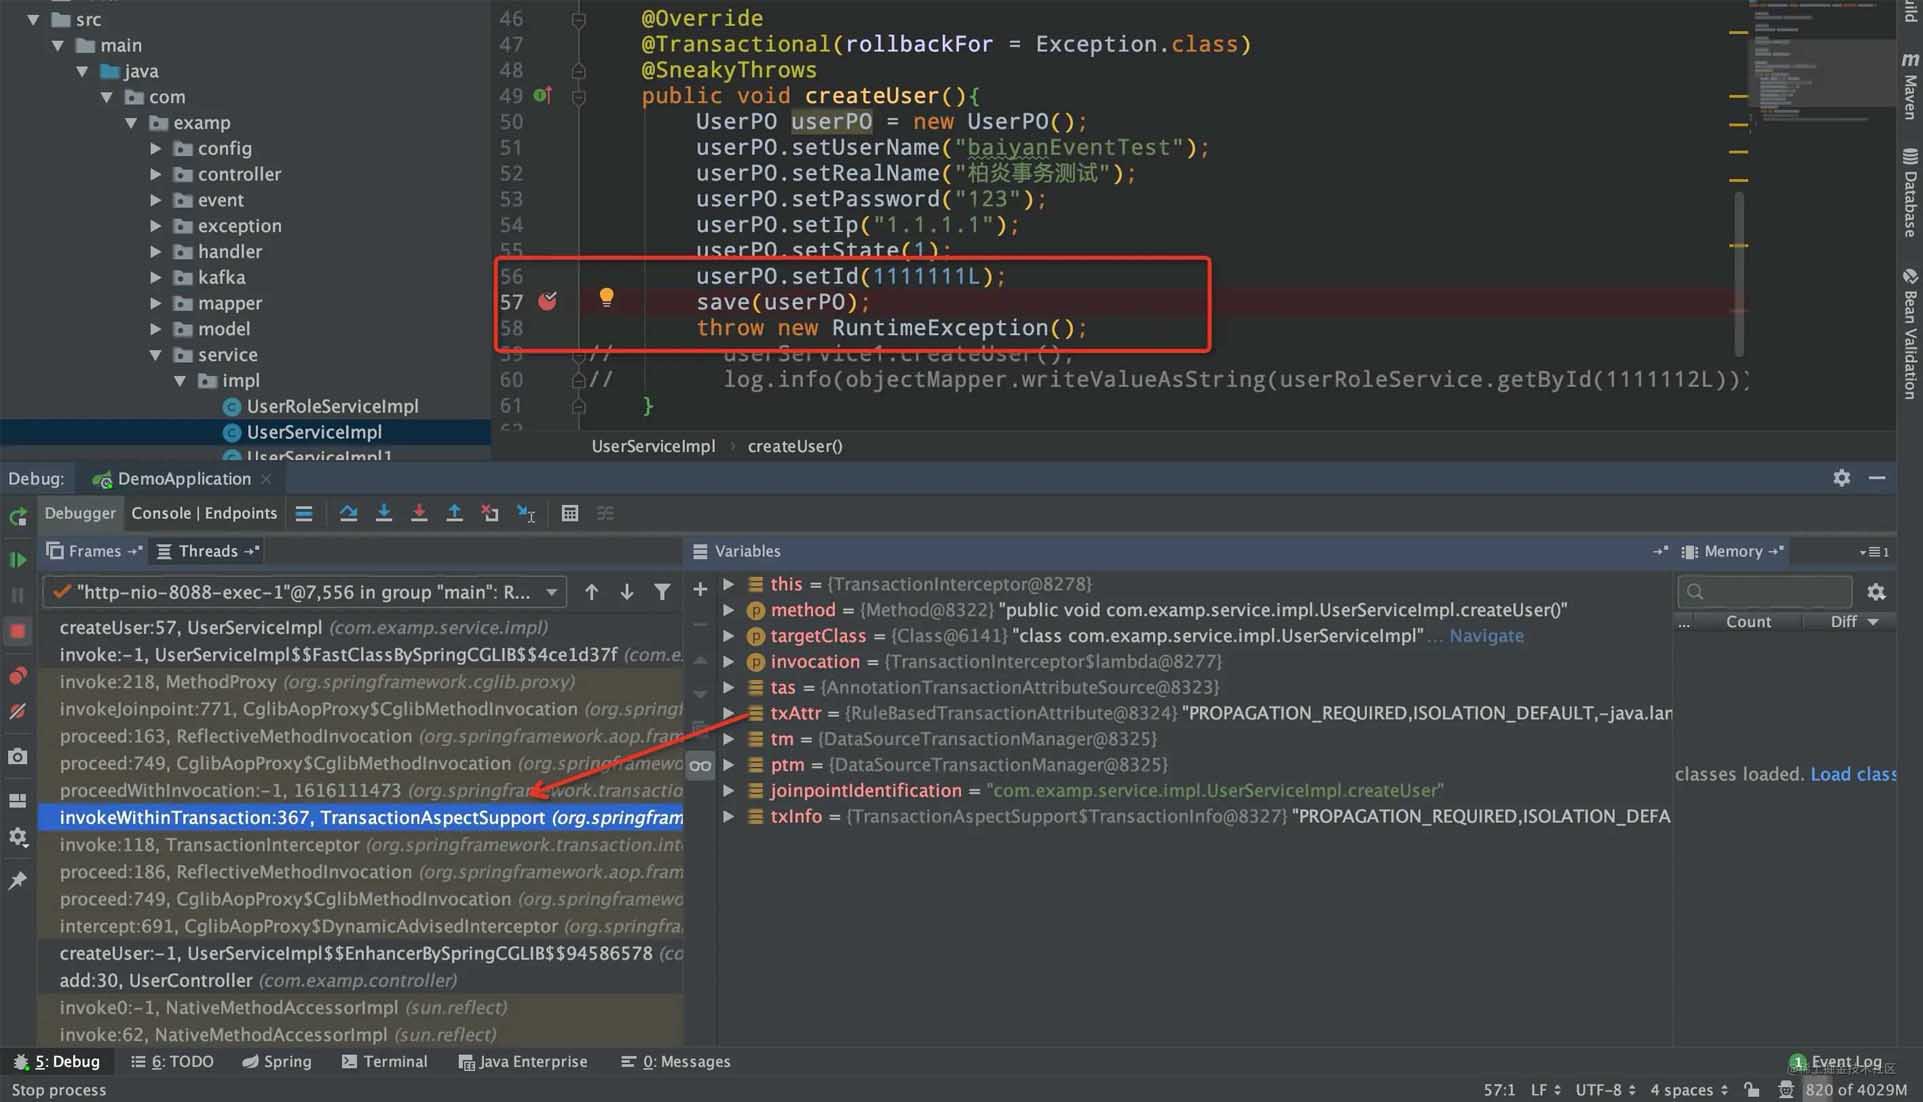 src
main
java
com
examp
config
controller
event
exception
handler
kafka
mapper
model
service
impl
UserRoleServiceImpl
UserServiceImpl
UserServiceImpl1
46 @Override
47 @Transactional(rollbackFor = Exception.class)
48 @SneakyThrows
49 public void createUser(){
50 UserPO userPO = new UserPO();
51 userPO.setUserName("baiyanEventTest");
52 userPO.setRealName("柏炎事务测试");
53 userPO.setPassword("123");
54 userPO.setIp("1.1.1.1");
55 userPO.setState(1);
56 userPO.setId(1111111L);
57 save(userPO);
58 throw new RuntimeException();
59 // userService1.createUser();
60 // log.info(objectMapper.writeValueAsString(userRoleService.getById(1111112L)))
61 }
62
UserServiceImpl › createUser()
Maven
Database
Bean Validation
Debug: DemoApplication
Debugger Console | Endpoints
Frames Threads
"http-nio-8088-exec-1"@7,556 in group "main": R...
createUser:57, UserServiceImpl (com.examp.service.impl)
invoke:-1, UserServiceImpl$$FastClassBySpringCGLIB$$4ce1d37f (com.e
invoke:218, MethodProxy (org.springframework.cglib.proxy)
invokeJoinpoint:771, CglibAopProxy$CglibMethodInvocation (org.springf
proceed:163, ReflectiveMethodInvocation (org.springframework.aop.fram
proceed:749, CglibAopProxy$CglibMethodInvocation (org.springframewo
proceedWithInvocation:-1, 1616111473 (org.springframework.transactio
invokeWithinTransaction:367, TransactionAspectSupport (org.springfram
invoke:118, TransactionInterceptor (org.springframework.transaction.int
proceed:186, ReflectiveMethodInvocation (org.springframework.aop.fram
proceed:749, CglibAopProxy$CglibMethodInvocation (org.springframewo
intercept:691, CglibAopProxy$DynamicAdvisedInterceptor (org.springfra
createUser:-1, UserServiceImpl$$EnhancerBySpringCGLIB$$94586578 (co
add:30, UserController (com.examp.controller)
invoke0:-1, NativeMethodAccessorImpl (sun.reflect)
invoke:62, NativeMethodAccessorImpl (sun.reflect)
Variables
this = {TransactionInterceptor@8278}
method = {Method@8322} "public void com.examp.service.impl.UserServiceImpl.createUser()"
targetClass = {Class@6141} "class com.examp.service.impl.UserServiceImpl" ... Navigate
invocation = {TransactionInterceptor$lambda@8277}
tas = {AnnotationTransactionAttributeSource@8323}
txAttr = {RuleBasedTransactionAttribute@8324} "PROPAGATION_REQUIRED,ISOLATION_DEFAULT,-java.lan
tm = {DataSourceTransactionManager@8325}
ptm = {DataSourceTransactionManager@8325}
joinpointIdentification = "com.examp.service.impl.UserServiceImpl.createUser"
txInfo = {TransactionAspectSupport$TransactionInfo@8327} "PROPAGATION_REQUIRED,ISOLATION_DEFA
Memory
1
... Count Diff
classes loaded. Load class
5: Debug 6: TODO Spring Terminal Java Enterprise 0: Messages
1 Event Log
@稀土掘金技术社区
Stop process
57:1 LF UTF-8 4 spaces 820 of 4029M